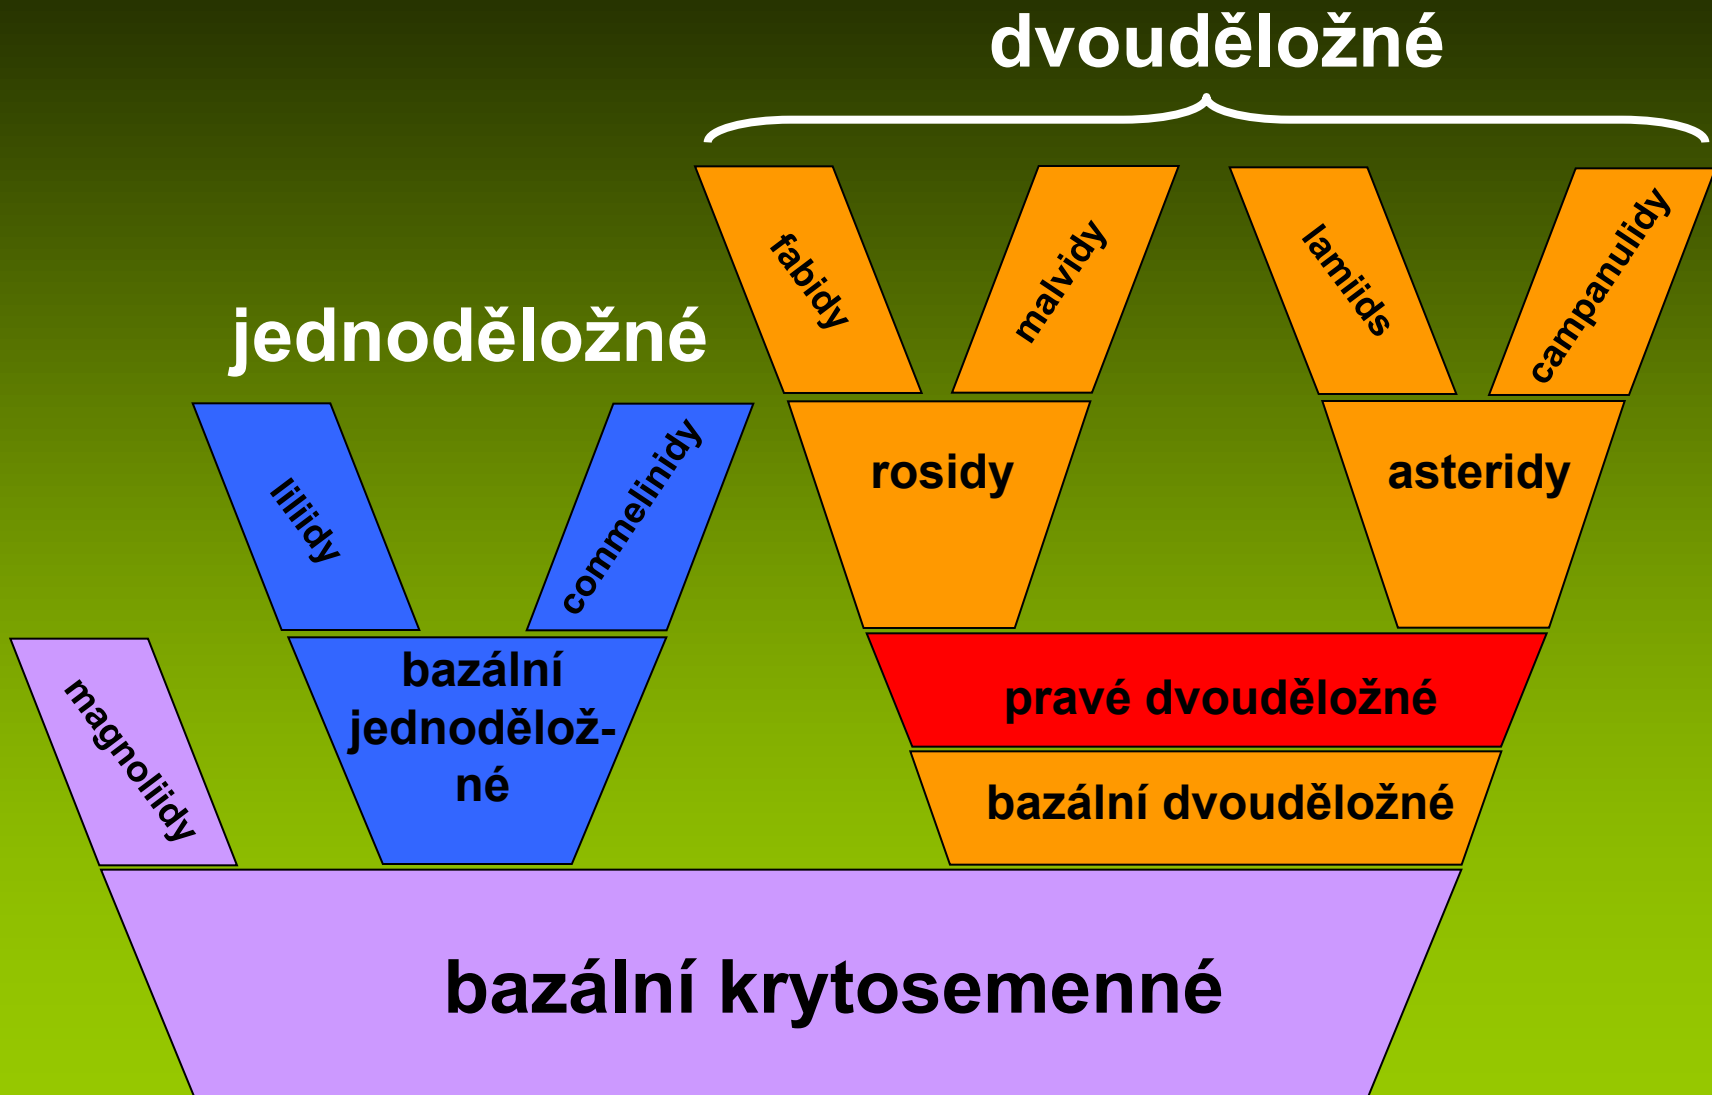 dvouděložné
fabidy
malvidy
lamiids
campanulidy
jednoděložné
rosidy
asteridy
liliidy
commelinidy
magnoliidy
bazální
jednodělož-
né
pravé dvouděložné
bazální dvouděložné
bazální krytosemenné